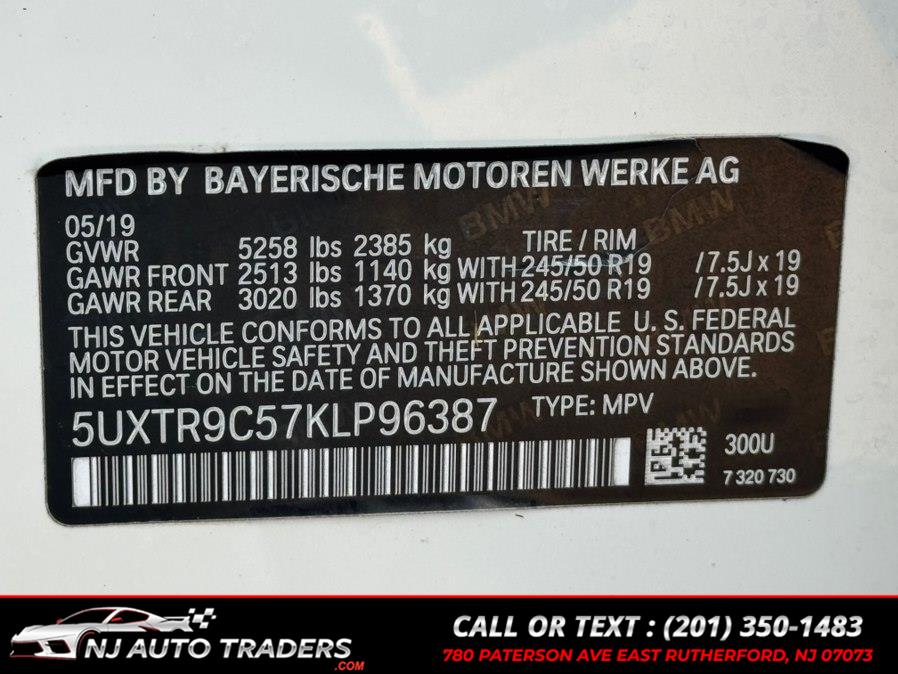 MFD BY BAYERISCHE MOTOREN WERKE AG
05/19
GVWR 5258 lbs 2385 kg TIRE / RIM
GAWR FRONT 2513 lbs 1140 kg WITH 245/50 R19 /7.5J x 19
GAWR REAR 3020 lbs 1370 kg WITH 245/50 R19 /7.5J x 19
THIS VEHICLE CONFORMS TO ALL APPLICABLE U. S. FEDERAL
MOTOR VEHICLE SAFETY AND THEFT PREVENTION STANDARDS
IN EFFECT ON THE DATE OF MANUFACTURE SHOWN ABOVE.
5UXTR9C57KLP96387 TYPE: MPV
300U
7 320 730
BMW
BMW
NJ AUTO TRADERS
.COM
CALL OR TEXT : (201) 350-1483
780 PATERSON AVE EAST RUTHERFORD, NJ 07073